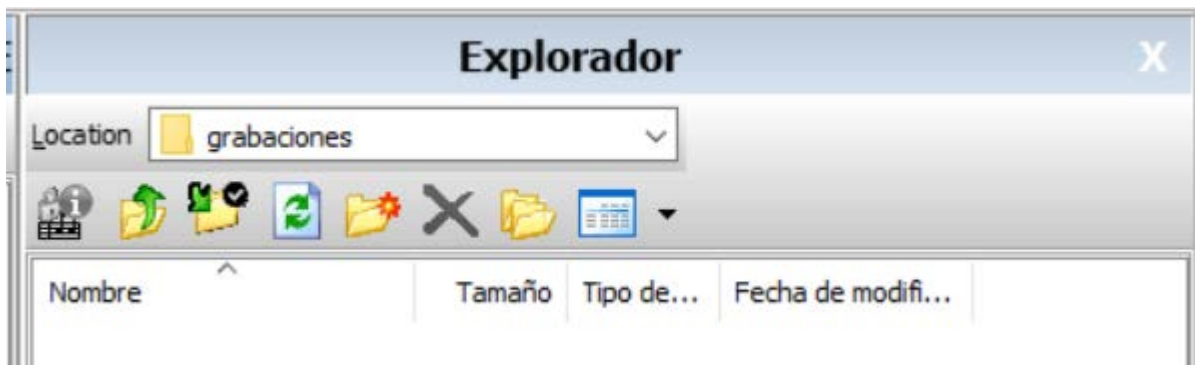 Explorador X
Location grabaciones
Nombre Tamaño Tipo de... Fecha de modifi...